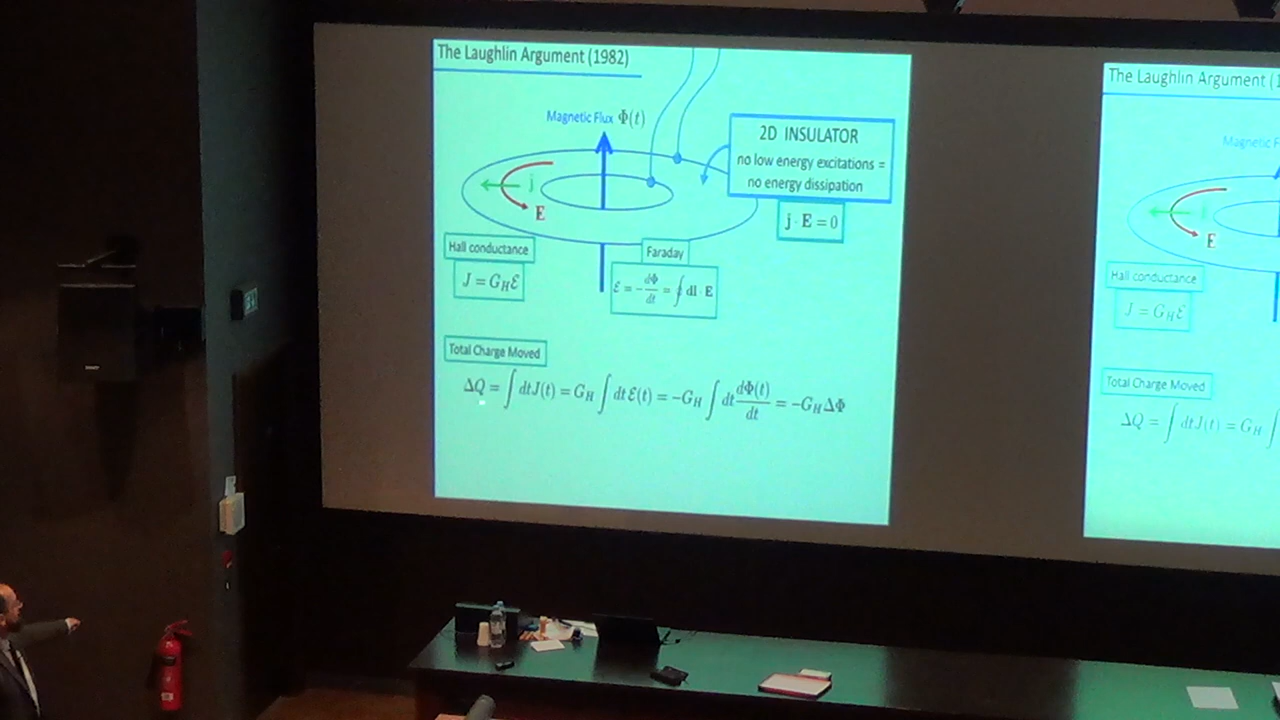 The Laughlin Argument (1982)
Magnetic Flux Φ(t)
2D INSULATOR
no low energy excitations =
no energy dissipation
j
E
j · E = 0
Hall conductance
J = G_H ℰ
Faraday
ℰ = − dΦ/dt = ∮ dl · E
Total Charge Moved
ΔQ = ∫ dt J(t) = G_H ∫ dt ℰ(t) = −G_H ∫ dt dΦ(t)/dt = −G_H ΔΦ
The Laughlin Argument (1
Magnetic F
j
E
Hall conductance
J = G_H ℰ
Total Charge Moved
ΔQ = ∫ dt J(t) = G_H ∫